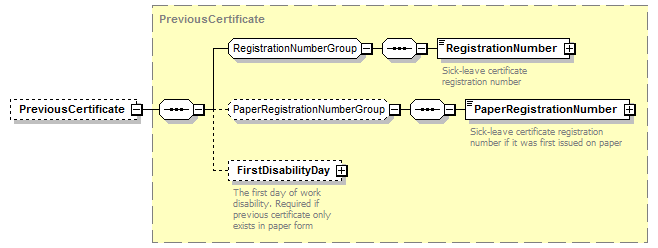 PreviousCertificate
RegistrationNumberGroup
RegistrationNumber
Sick-leave certificate
registration number
PreviousCertificate
PaperRegistrationNumberGroup
PaperRegistrationNumber
Sick-leave certificate registration
number if it was first issued on paper
FirstDisabilityDay
The first day of work
disability. Required if
previous certificate only
exists in paper form